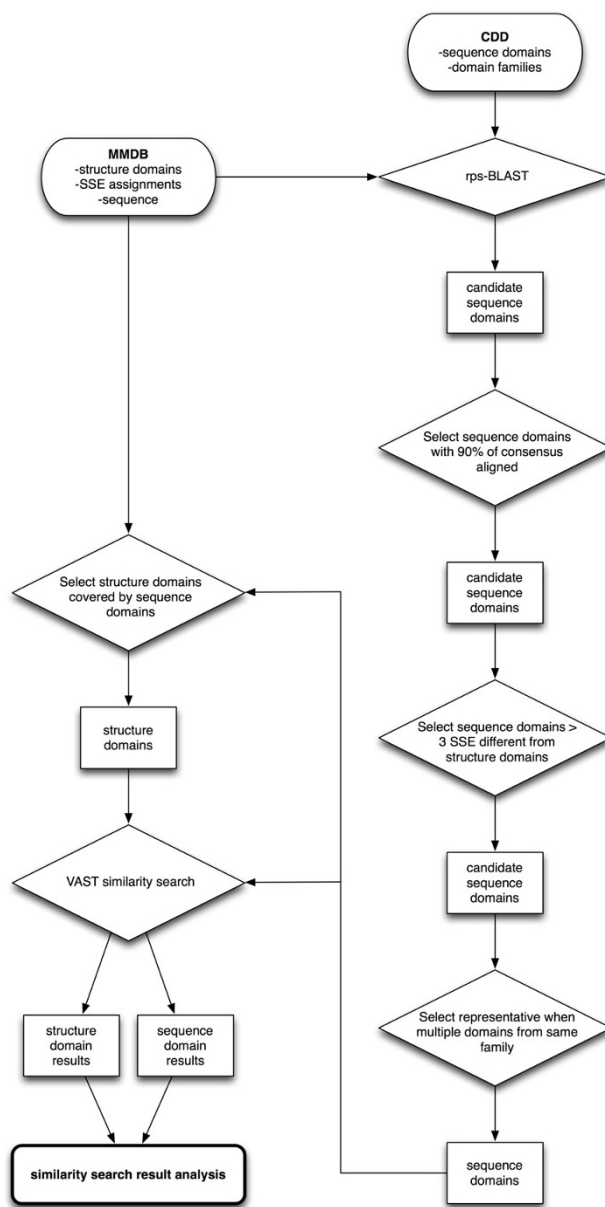 CDD
-sequence domains
-domain families
MMDB
-structure domains
-SSE assignments
-sequence
rps-BLAST
candidate
sequence
domains
Select sequence domains
with 90% of consensus
aligned
candidate
sequence
domains
Select structure domains
covered by sequence
domains
Select sequence domains >
3 SSE different from
structure domains
structure
domains
candidate
sequence
domains
VAST similarity search
Select representative when
multiple domains from same
family
structure
domain
results
sequence
domain
results
sequence
domains
similarity search result analysis